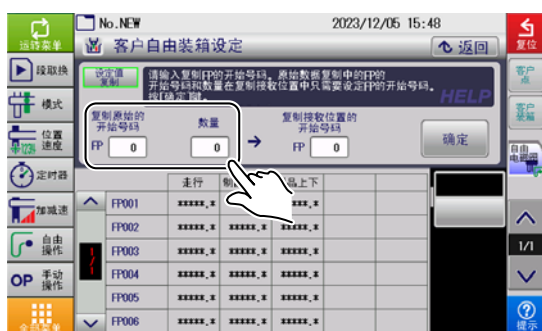 No.NEW 2023/12/05 15:48
运转菜单
客户自由装箱设定
返回
复位
段取换
设定值
复制
请输入复制FP的开始号码。原始数据复制中的FP的
开始号码和数量在复制接收位置中只需要设定FP的开始号码。
按[确定]键。
HELP
客户
点
模式
复制原始的
开始号码
数量
复制接收位置的
开始号码
FP 0
0
→
FP 0
确定
客户
装箱
位置
速度
自由
电磁阀
定时器
走行
品上下
加减速
FP001 *****.*
FP002 *****.* *****.* *****.*
FP003 *****.* *****.* *****.*
FP004 *****.* *****.* *****.*
FP005 *****.* *****.* *****.*
FP006 *****.* *****.* *****.*
1/1
自由
操作
1/1
OP 手动
操作
全部菜单
提示